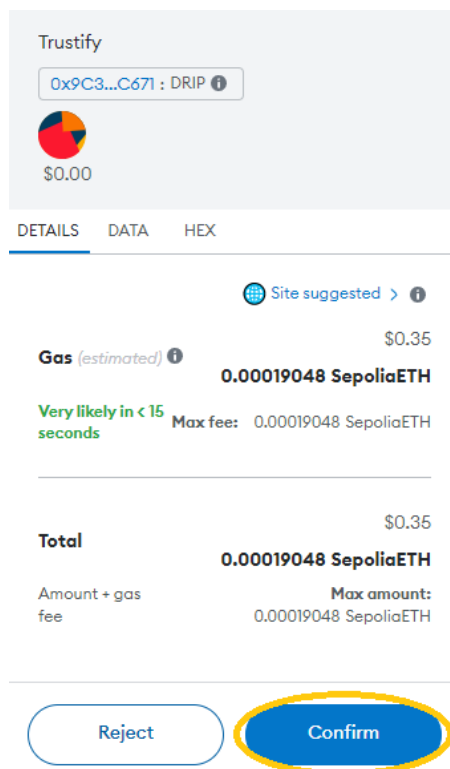 Trustify
0x9C3...C671 : DRIP
$0.00
DETAILS DATA HEX
Site suggested >
$0.35
Gas (estimated)
0.00019048 SepoliaETH
Very likely in < 15
seconds
Max fee: 0.00019048 SepoliaETH
$0.35
Total
0.00019048 SepoliaETH
Amount + gas
fee
Max amount:
0.00019048 SepoliaETH
Reject Confirm